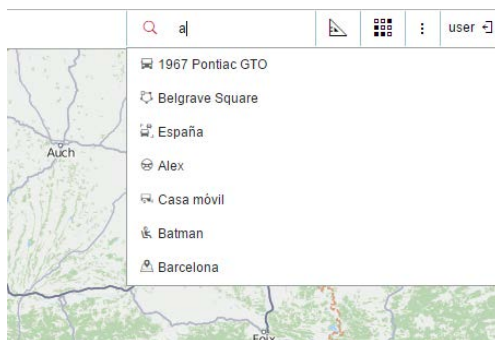 a
user
1967 Pontiac GTO
Belgrave Square
España
Alex
Casa móvil
Batman
Barcelona
Auch
Foix